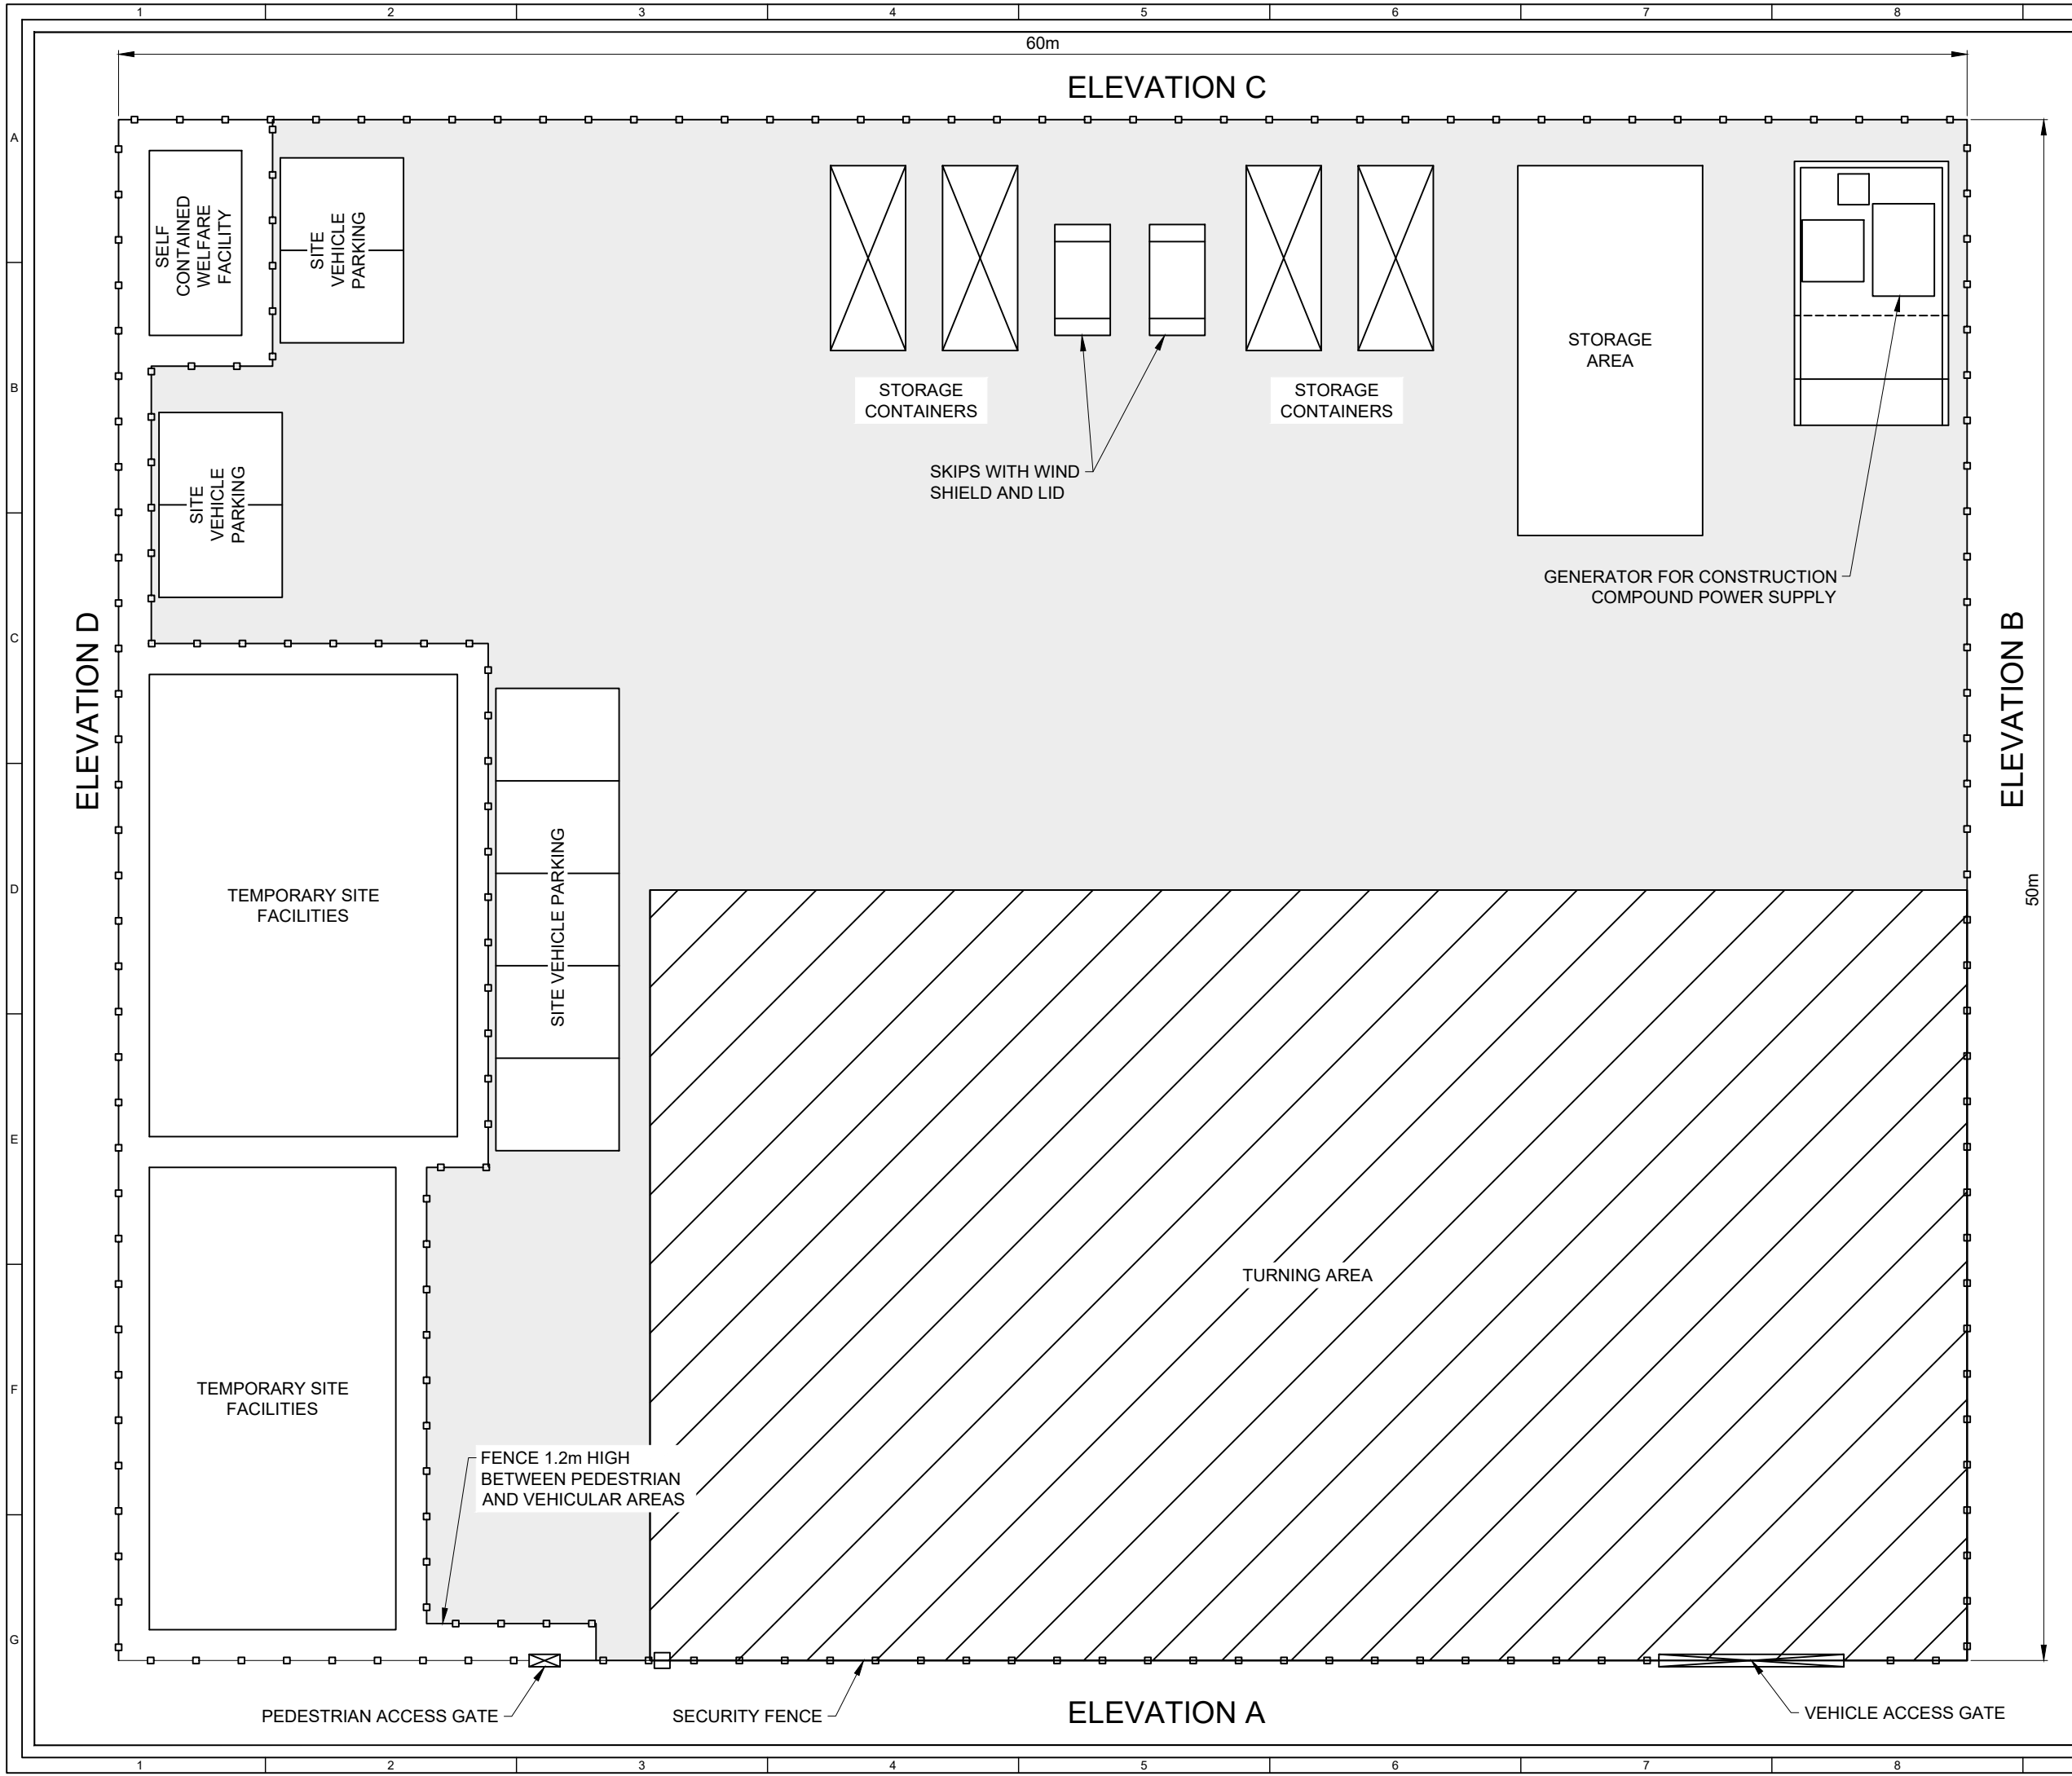 1 2 3 4 5 6 7 8
60m
ELEVATION C
A
SELF
CONTAINED
WELFARE
FACILITY
SITE
VEHICLE
PARKING
STORAGE
AREA
B
STORAGE
CONTAINERS
STORAGE
CONTAINERS
SKIPS WITH WIND
SHIELD AND LID
SITE
VEHICLE
PARKING
GENERATOR FOR CONSTRUCTION
COMPOUND POWER SUPPLY
C
ELEVATION D
ELEVATION B
D
50m
TEMPORARY SITE
FACILITIES
SITE VEHICLE PARKING
E
TURNING AREA
F
TEMPORARY SITE
FACILITIES
FENCE 1.2m HIGH
BETWEEN PEDESTRIAN
AND VEHICULAR AREAS
G
PEDESTRIAN ACCESS GATE
SECURITY FENCE
ELEVATION A
VEHICLE ACCESS GATE
1 2 3 4 5 6 7 8